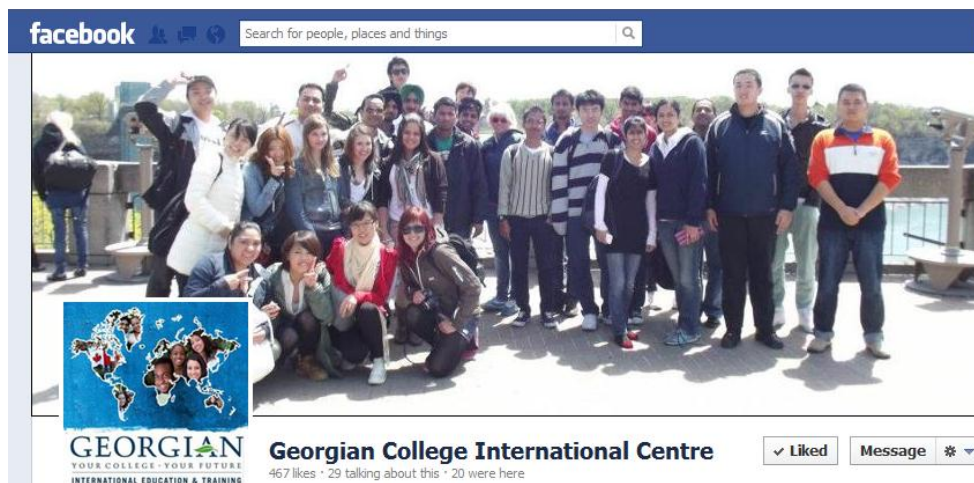 facebook
Search for people, places and things
GEORGIAN
YOUR COLLEGE · YOUR FUTURE
INTERNATIONAL EDUCATION & TRAINING
Georgian College International Centre
467 likes · 29 talking about this · 20 were here
✓ Liked
Message